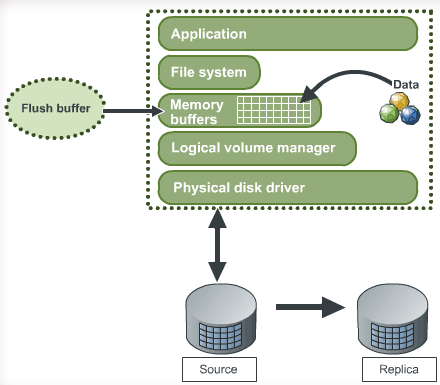 Application
File system
Data
Flush buffer
Memory
buffers
Logical volume manager
Physical disk driver
Source
Replica